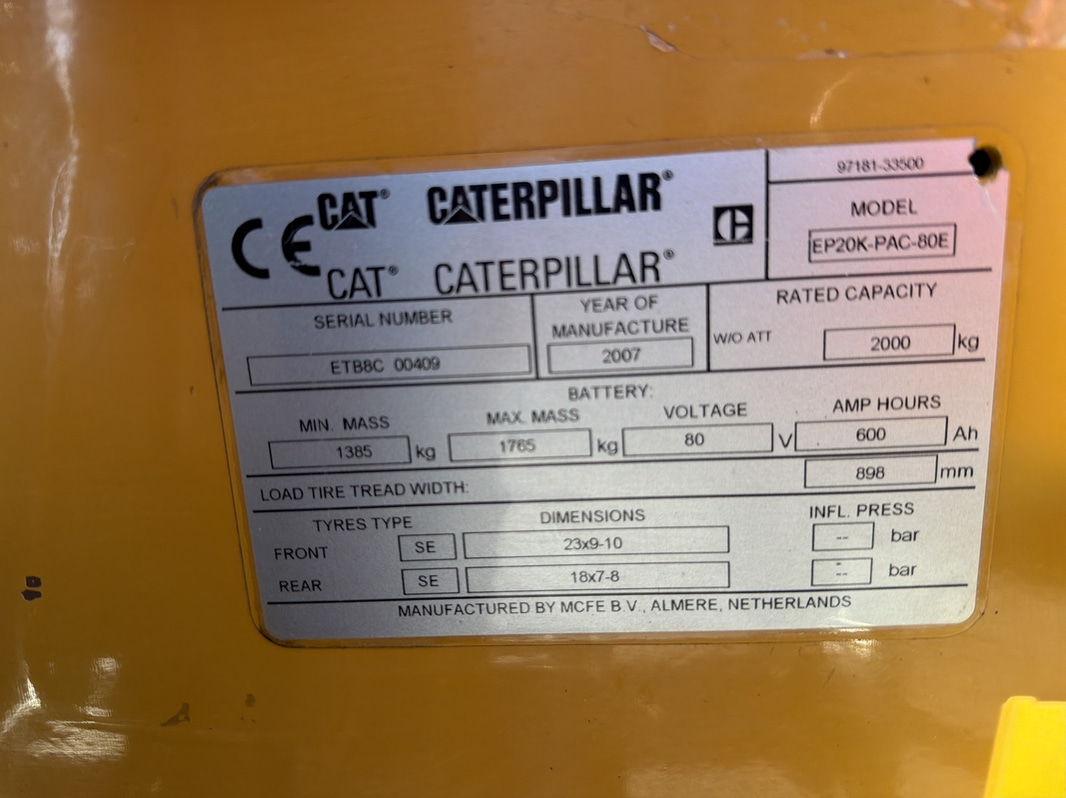 97181-33500
CE CAT® CATERPILLAR®
CAT® CATERPILLAR®
MODEL
EP20K-PAC-80E
SERIAL NUMBER
ETB8C 00409
YEAR OF
MANUFACTURE
2007
RATED CAPACITY
W/O ATT 2000 kg
BATTERY:
MIN. MASS MAX. MASS VOLTAGE AMP HOURS
1385 kg 1765 kg 80 V 600 Ah
LOAD TIRE TREAD WIDTH: 898 mm
TYRES TYPE DIMENSIONS INFL. PRESS
FRONT SE 23x9-10 -- bar
REAR SE 18x7-8 -- bar
MANUFACTURED BY MCFE B.V., ALMERE, NETHERLANDS